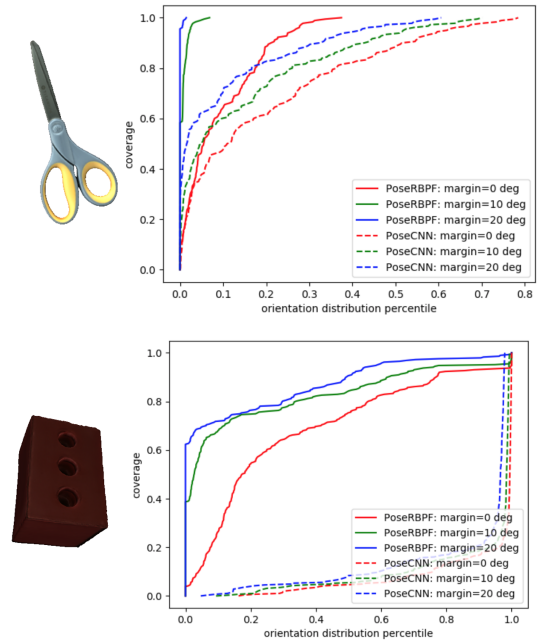 1.0
0.8
0.6
0.4
0.2
0.0
coverage
PoseRBPF: margin=0 deg
PoseRBPF: margin=10 deg
PoseRBPF: margin=20 deg
PoseCNN: margin=0 deg
PoseCNN: margin=10 deg
PoseCNN: margin=20 deg
0.0 0.1 0.2 0.3 0.4 0.5 0.6 0.7 0.8
orientation distribution percentile
1.0
0.8
0.6
0.4
0.2
0.0
coverage
PoseRBPF: margin=0 deg
PoseRBPF: margin=10 deg
PoseRBPF: margin=20 deg
PoseCNN: margin=0 deg
PoseCNN: margin=10 deg
PoseCNN: margin=20 deg
0.0 0.2 0.4 0.6 0.8 1.0
orientation distribution percentile